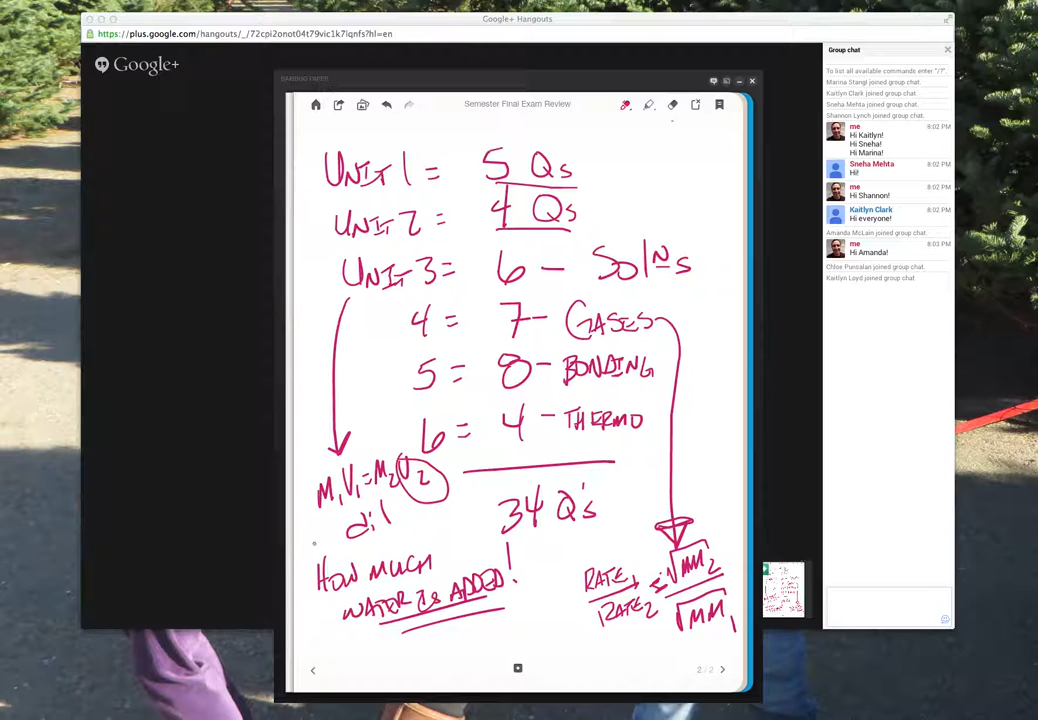 Google+ Hangouts
https://plus.google.com/hangouts/_/72cpi2onot04t79vic1k7lqnfs?hl=en
Google+
BAMBOO PAPER
Semester Final Exam Review
UNIT 1 = 5 Qs
UNIT 2 = 4 Qs
UNIT 3 = 6 – SolNs
4 = 7 – GASES
5 = 8 – BONDING
6 = 4 – THERMO
34 Q's
M1V1=M2V2
dil
HOW MUCH
WATER IS ADDED!
RATE1 = √MM2
RATE2 √MM1
2 / 2
Group chat
To list all available commands enter "/?"
Marina Stangl joined group chat.
Kaitlyn Clark joined group chat.
Sneha Mehta joined group chat.
Shannon Lynch joined group chat.
me 8:02 PM
Hi Kaitlyn!
Hi Sneha!
Hi Marina!
Sneha Mehta 8:02 PM
Hi!
me 8:02 PM
Hi Shannon!
Kaitlyn Clark 8:02 PM
Hi everyone!
Amanda McLain joined group chat.
me 8:03 PM
Hi Amanda!
Chloe Punsalan joined group chat.
Kaitlyn Loyd joined group chat.